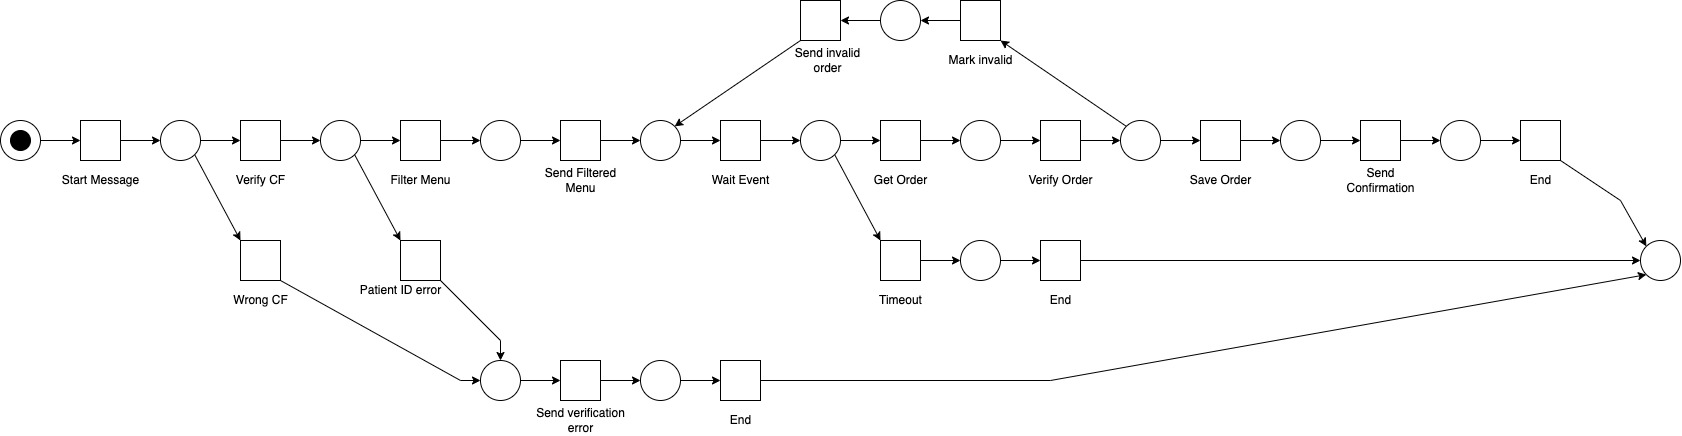 Send invalid
order
Mark invalid
Start Message
Verify CF
Filter Menu
Send Filtered
Menu
Wait Event
Get Order
Verify Order
Save Order
Send
Confirmation
End
Wrong CF
Patient ID error
Timeout
End
Send verification
error
End